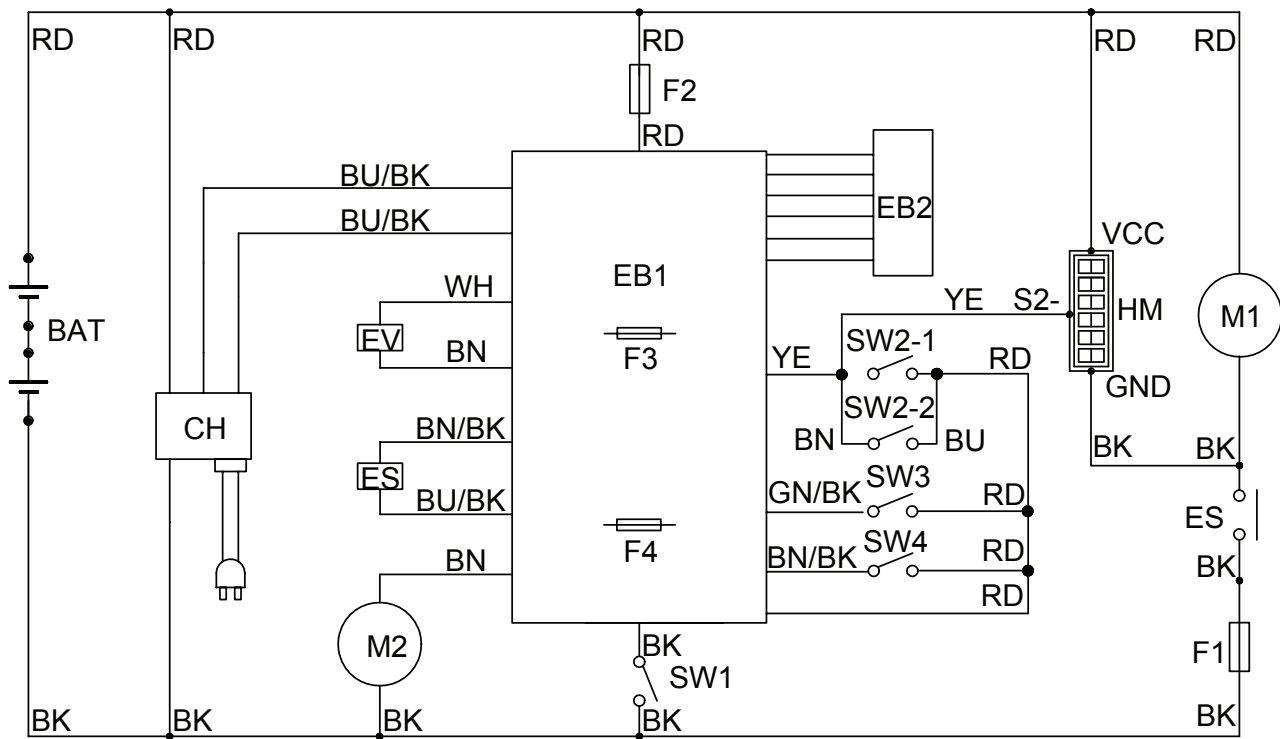 RD
RD
RD
RD
RD
F2
RD
BU/BK
BU/BK
EB2
VCC
WH
EB1
YE
S2-
HM
M1
BAT
EV
F3
SW2-1
BN
YE
RD
GND
SW2-2
CH
BN/BK
BN
BU
BK
BK
ES
GN/BK
SW3
RD
BU/BK
ES
F4
BN/BK
SW4
RD
BN
BK
RD
M2
BK
SW1
F1
BK
BK
BK
BK
BK